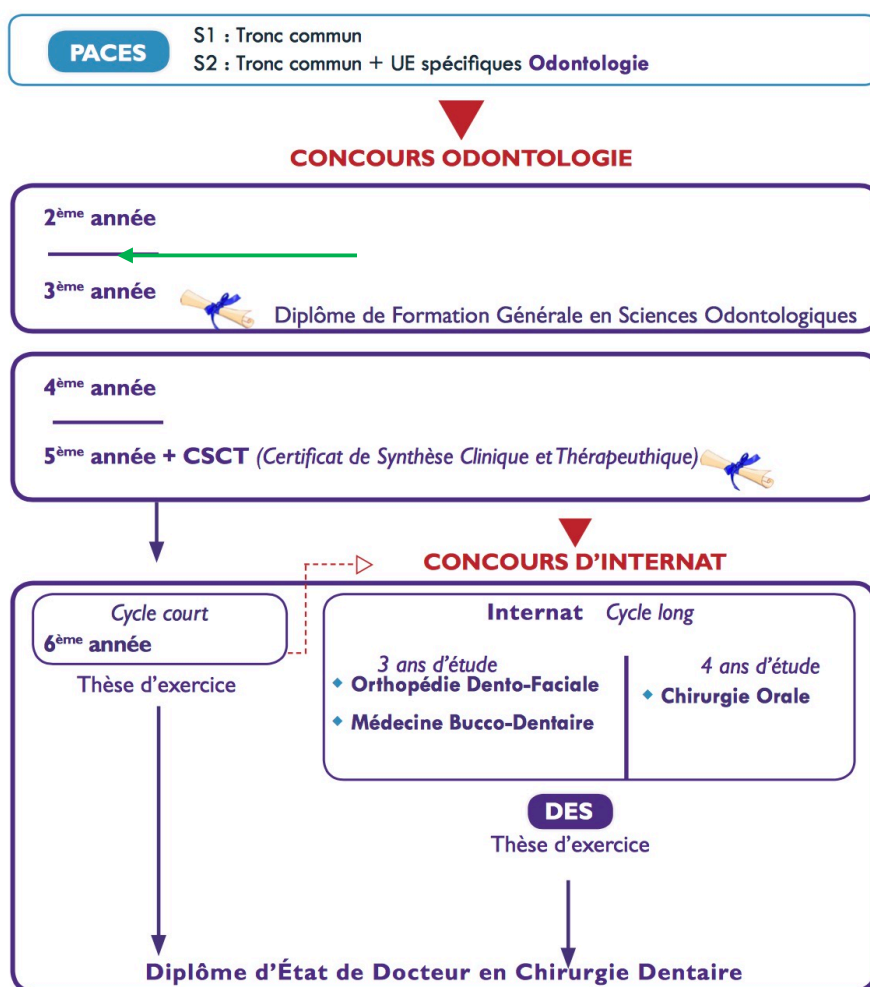 PACES
S1 : Tronc commun
S2 : Tronc commun + UE spécifiques Odontologie
CONCOURS ODONTOLOGIE
2ème année
3ème année
Diplôme de Formation Générale en Sciences Odontologiques
4ème année
5ème année + CSCT (Certificat de Synthèse Clinique et Thérapeuthique)
CONCOURS D'INTERNAT
Cycle court
6ème année
Thèse d'exercice
Internat Cycle long
3 ans d'étude
Orthopédie Dento-Faciale
Médecine Bucco-Dentaire
4 ans d'étude
Chirurgie Orale
DES
Thèse d'exercice
Diplôme d'État de Docteur en Chirurgie Dentaire